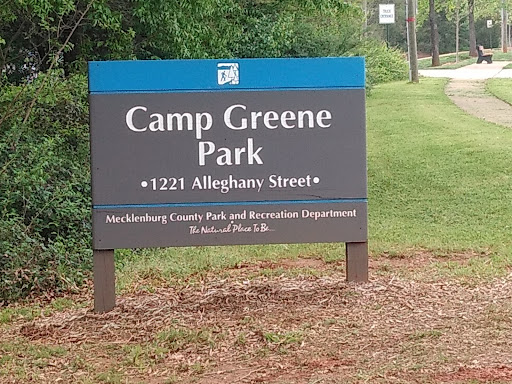 Camp Greene
Park
•1221 Alleghany Street•
Mecklenburg County Park and Recreation Department
The Natural Place To Be...